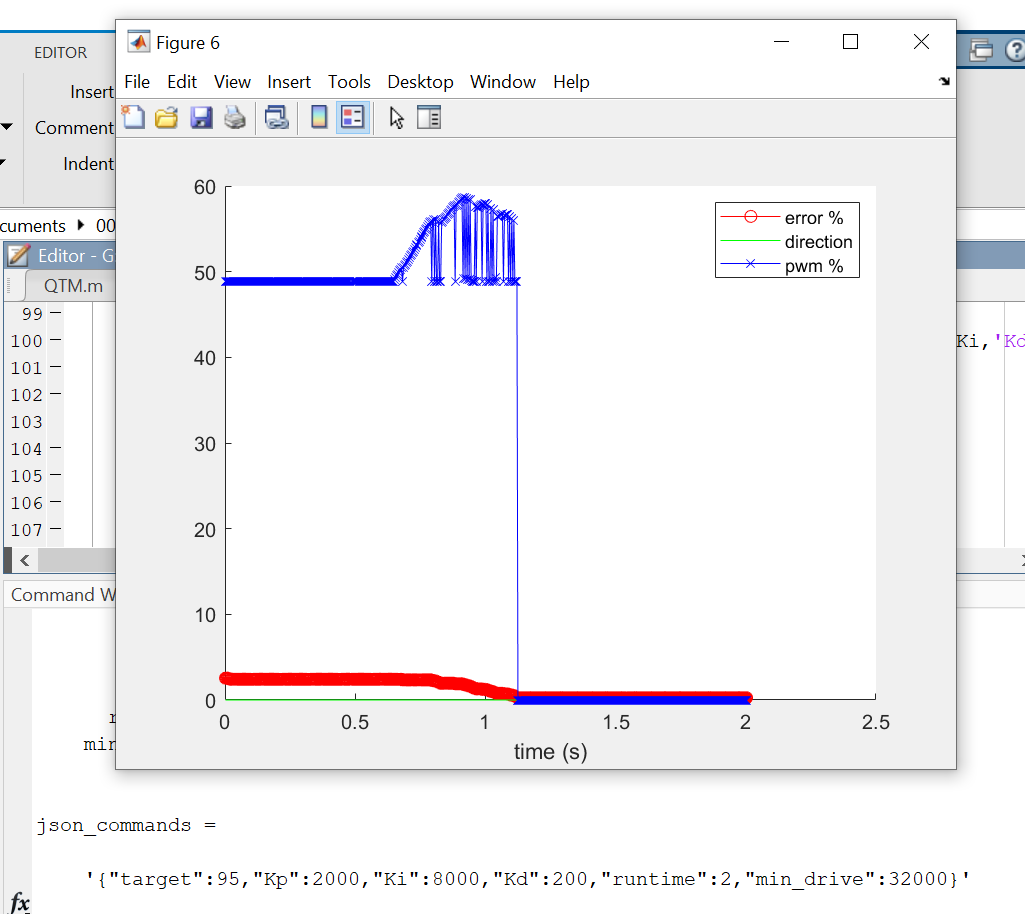 EDITOR
Insert
Comment
Indent
Figure 6
File Edit View Insert Tools Desktop Window Help
cuments 00
Editor - G
QTM.m
99
100
Ki,'Kd
101
102
103
104
105
106
107
60
50
40
30
20
10
0
error %
direction
pwm %
0 0.5 1 1.5 2 2.5
time (s)
Command W
r
min
json_commands =
'{"target":95,"Kp":2000,"Ki":8000,"Kd":200,"runtime":2,"min_drive":32000}'
fx